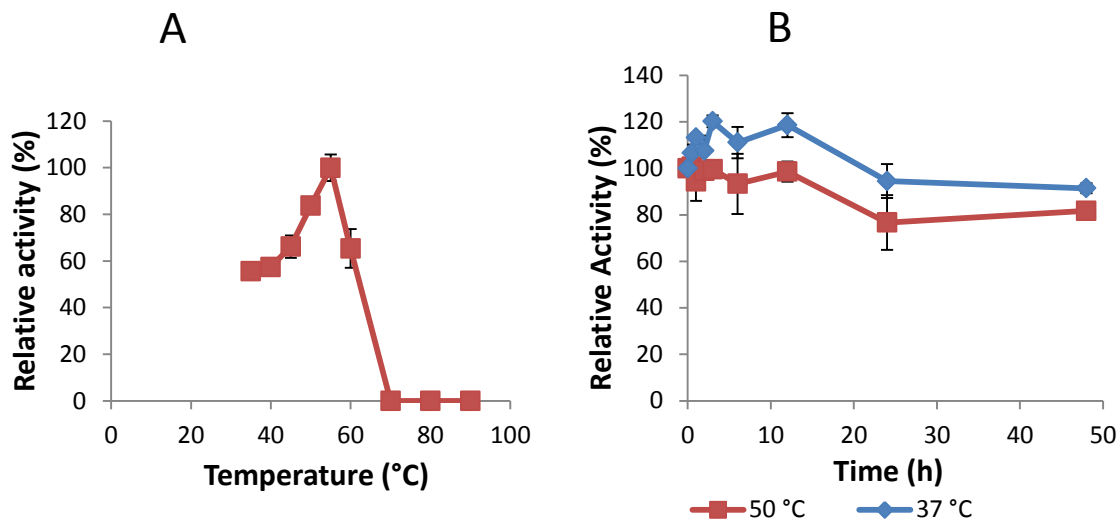 A
Relative activity (%)
120
100
80
60
40
20
0
0 20 40 60 80 100
Temperature (°C)
B
Relative Activity (%)
140
120
100
80
60
40
20
0
0 10 20 30 40 50
Time (h)
50 °C 37 °C